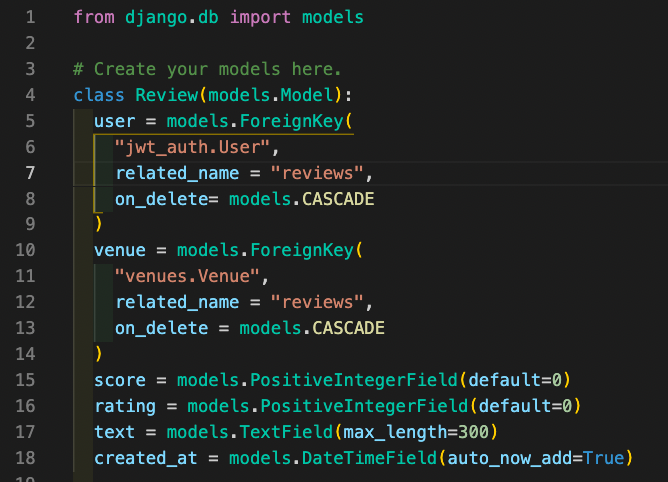 1 from django.db import models
2
3 # Create your models here.
4 class Review(models.Model):
5 user = models.ForeignKey(
6 "jwt_auth.User",
7 related_name = "reviews",
8 on_delete= models.CASCADE
9 )
10 venue = models.ForeignKey(
11 "venues.Venue",
12 related_name = "reviews",
13 on_delete = models.CASCADE
14 )
15 score = models.PositiveIntegerField(default=0)
16 rating = models.PositiveIntegerField(default=0)
17 text = models.TextField(max_length=300)
18 created_at = models.DateTimeField(auto_now_add=True)